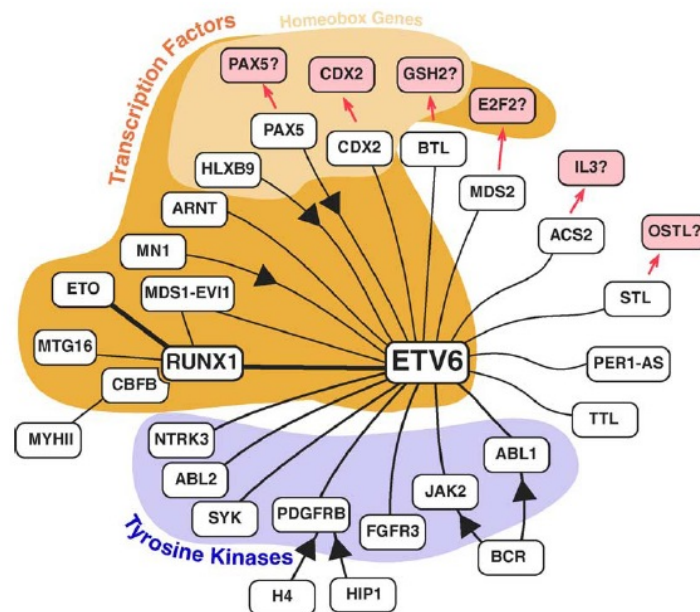 Transcription Factors
Homeobox Genes
PAX5?
CDX2
GSH2?
E2F2?
PAX5
CDX2
BTL
IL3?
HLXB9
MDS2
ARNT
ACS2
OSTL?
MN1
ETO
MDS1-EVI1
STL
MTG16
RUNX1
ETV6
PER1-AS
CBFB
MYHII
TTL
NTRK3
ABL2
ABL1
SYK
PDGFRB
FGFR3
JAK2
Tyrosine Kinases
BCR
H4
HIP1